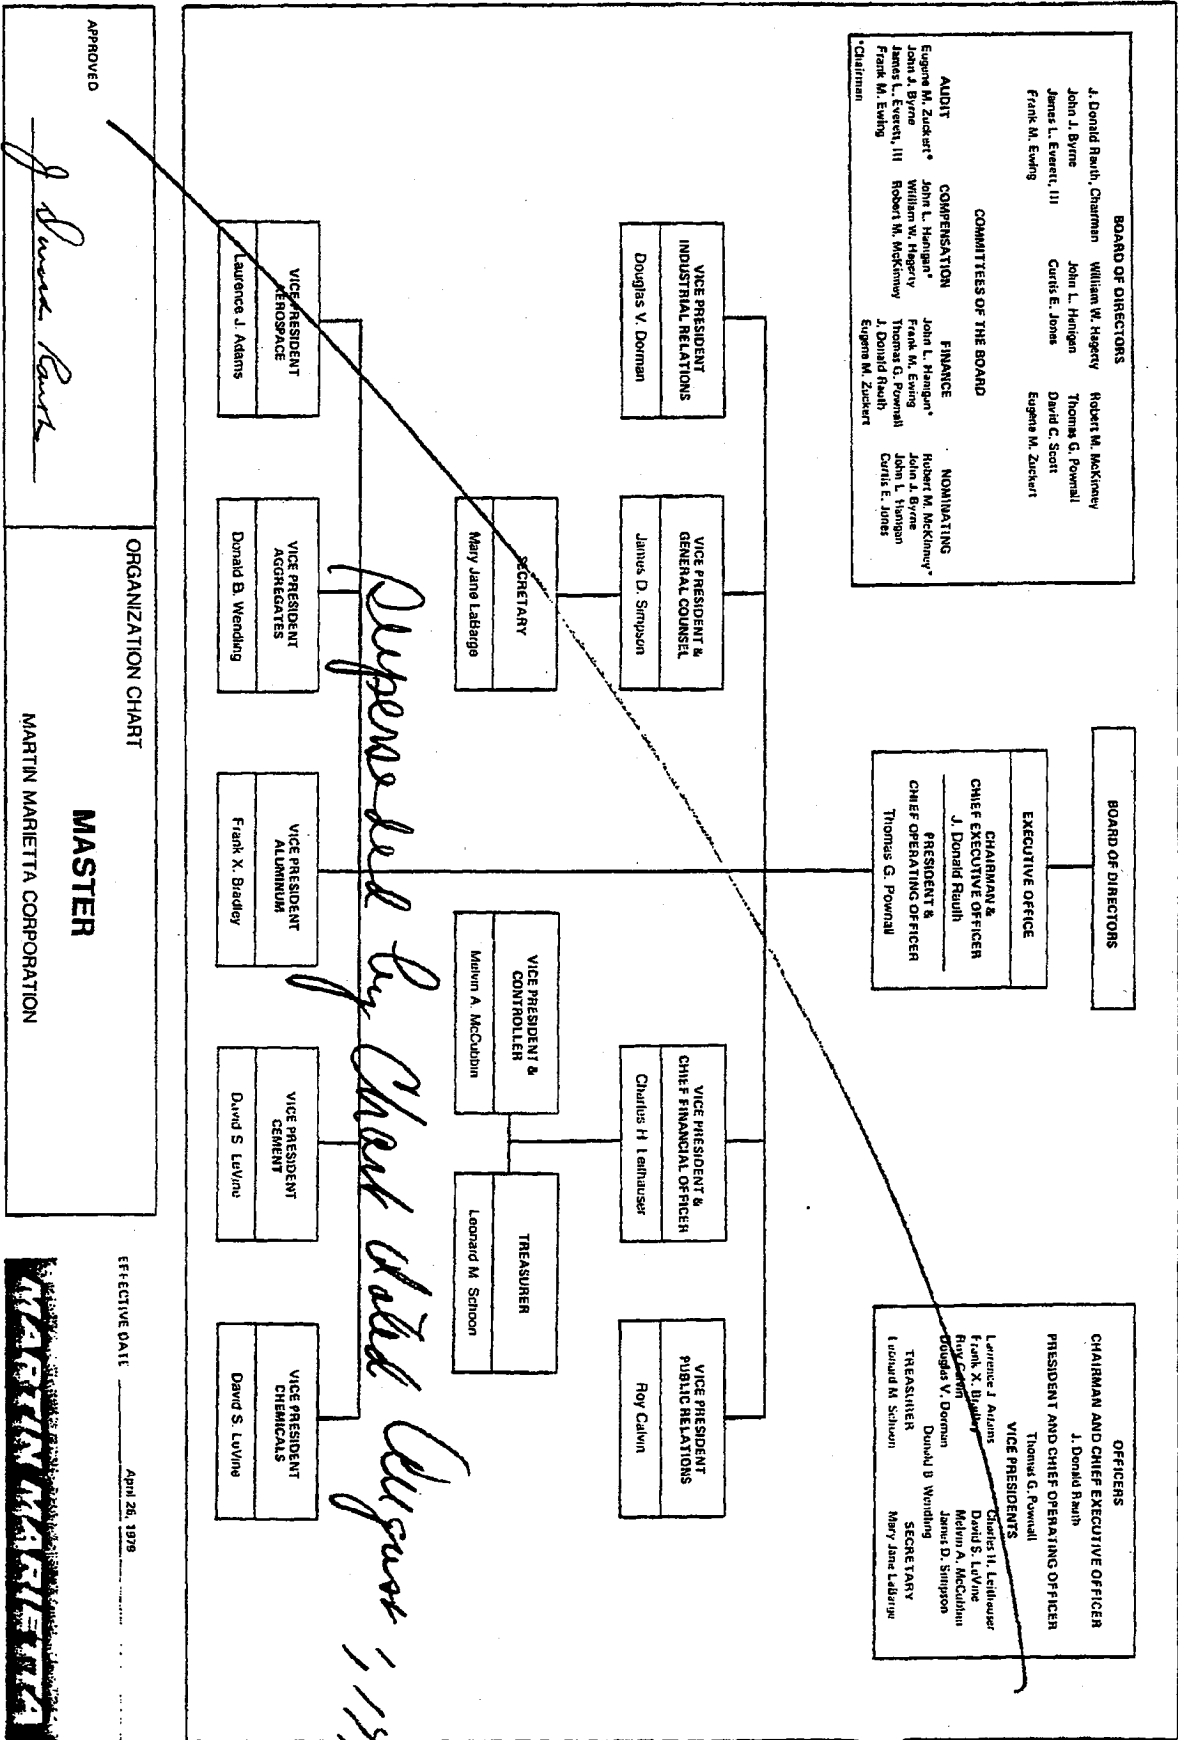 BOARD OF DIRECTORS
J. Donald Rauth, Chairman William W. Hagerty Robert M. McKinney
John J. Byrne John L. Hanigan Thomas G. Pownall
James L. Everett, III Curtis E. Jones David C. Scott
Frank M. Ewing Eugene M. Zuckert
COMMITTEES OF THE BOARD
AUDIT COMPENSATION FINANCE NOMINATING
Eugene M. Zuckert* John L. Hanigan* John L. Hanigan* Robert M. McKinney*
John J. Byrne William W. Hagerty Frank M. Ewing John J. Byrne
James L. Everett, III Robert M. McKinney Thomas G. Pownall John L. Hanigan
Frank M. Ewing J. Donald Rauth Curtis E. Jones
Eugene M. Zuckert
*Chairman
BOARD OF DIRECTORS
EXECUTIVE OFFICE
CHAIRMAN &
CHIEF EXECUTIVE OFFICER
J. Donald Rauth
PRESIDENT &
CHIEF OPERATING OFFICER
Thomas G. Pownall
OFFICERS
CHAIRMAN AND CHIEF EXECUTIVE OFFICER
J. Donald Rauth
PRESIDENT AND CHIEF OPERATING OFFICER
Thomas G. Pownall
VICE PRESIDENTS
Laurence J. Adams Charles H. Leithauser
Frank X. Bradley David S. LeVine
Roy Calvin Melvin A. McCubbin
Douglas V. Dorman James D. Simpson
Donald B Wendling
TREASURER SECRETARY
Leonard M Schoon Mary Jane LaBarge
VICE PRESIDENT
INDUSTRIAL RELATIONS
Douglas V. Dorman
VICE PRESIDENT &
GENERAL COUNSEL
James D. Simpson
VICE PRESIDENT &
CHIEF FINANCIAL OFFICER
Charles H Leithauser
VICE PRESIDENT
PUBLIC RELATIONS
Roy Calvin
SECRETARY
Mary Jane LaBarge
VICE PRESIDENT &
CONTROLLER
Melvin A. McCubbin
TREASURER
Leonard M Schoon
Superseded by Chart dated August 1, 19
VICE PRESIDENT
AEROSPACE
Laurence J. Adams
VICE PRESIDENT
AGGREGATES
Donald B. Wendling
VICE PRESIDENT
ALUMINUM
Frank X. Bradley
VICE PRESIDENT
CEMENT
David S LeVine
VICE PRESIDENT
CHEMICALS
David S. LeVine
APPROVED
J Donald Rauth
ORGANIZATION CHART
MASTER
MARTIN MARIETTA CORPORATION
EFFECTIVE DATE April 26, 1979
MARTIN MARIETTA